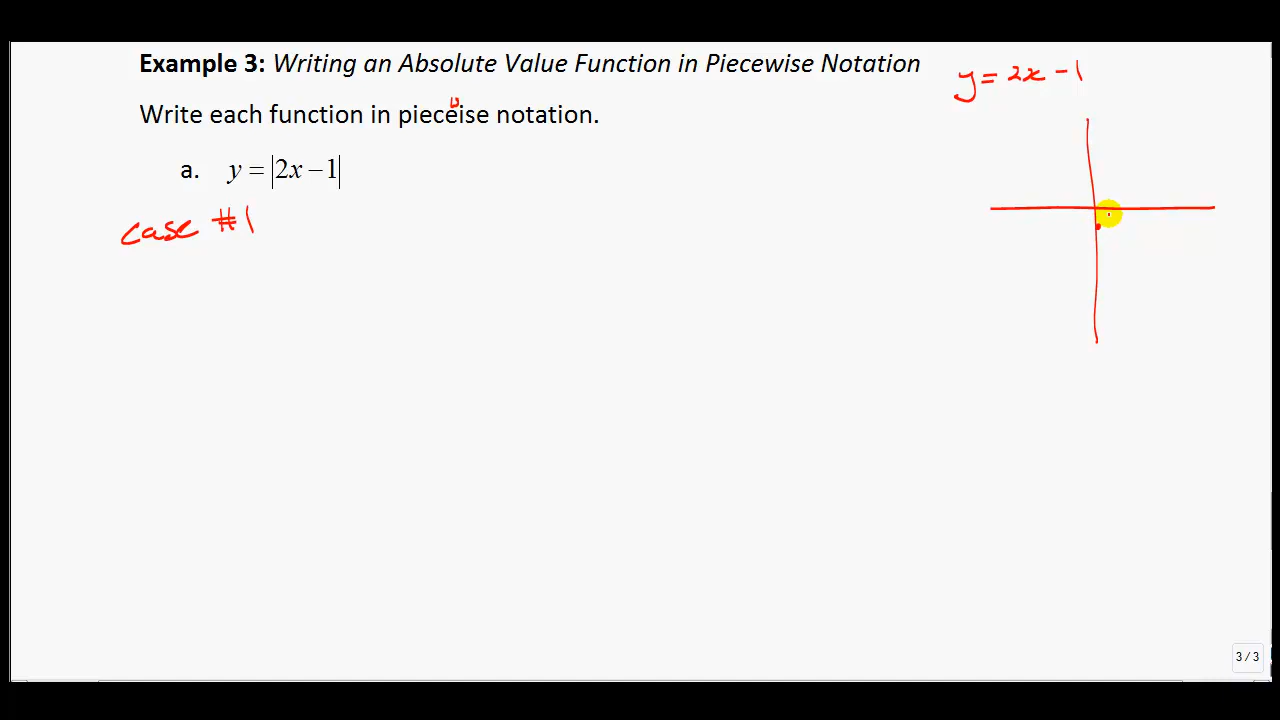 Example 3: Writing an Absolute Value Function in Piecewise Notation
y = 2x - 1
Write each function in pieceise notation.
w
a. y = |2x - 1|
case #1
3 / 3